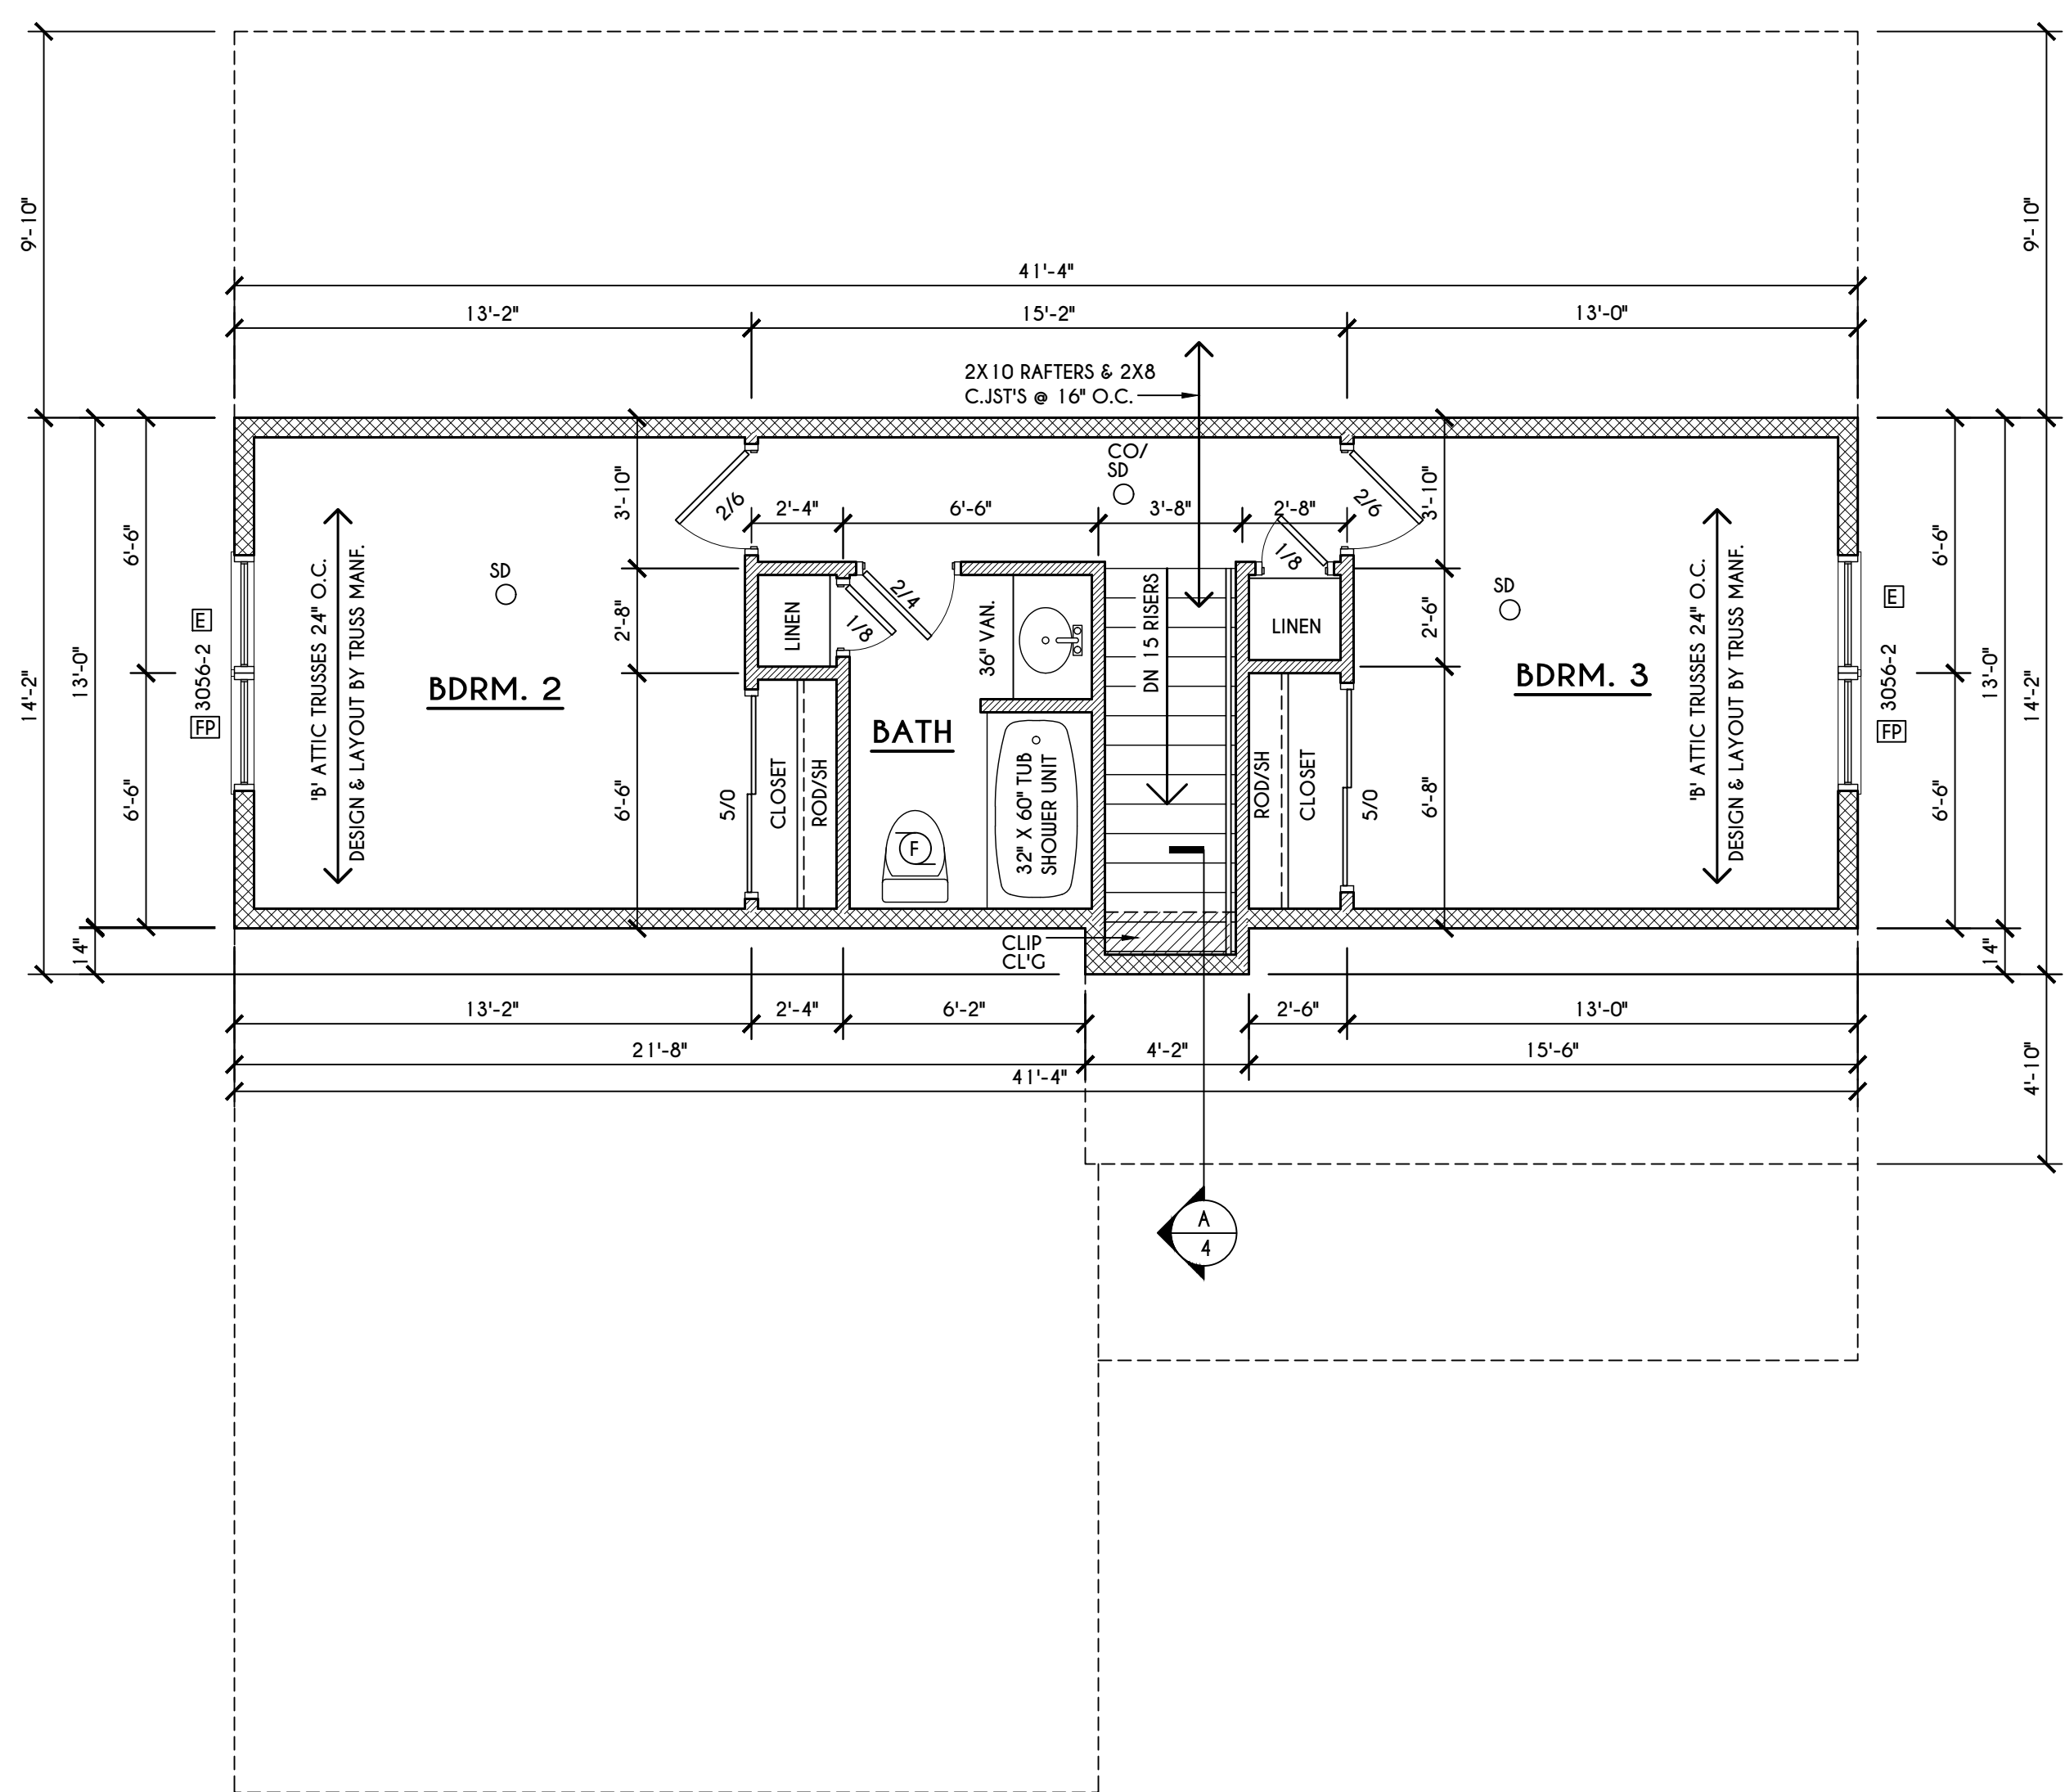 41'-4"
13'-2"
15'-2"
13'-0"
9'-10"
9'-10"
2X10 RAFTERS & 2X8
C.JST'S @ 16" O.C.
CO/
SD
3'-10"
2/6
2'-4"
6'-6"
3'-8"
2'-8"
2/6
3'-10"
6'-6"
6'-6"
SD
SD
1/8
2/4
1/8
LINEN
LINEN
2'-8"
2'-6"
36" VAN.
DN 15 RISERS
E
3056-2
FP
E
3056-2
FP
'B' ATTIC TRUSSES 24" O.C.
DESIGN & LAYOUT BY TRUSS MANF.
'B' ATTIC TRUSSES 24" O.C.
DESIGN & LAYOUT BY TRUSS MANF.
BDRM. 2
BATH
BDRM. 3
14'-2"
13'-0"
13'-0"
14'-2"
6'-6"
6'-6"
5/0
CLOSET
ROD/SH
F
32" X 60" TUB
SHOWER UNIT
ROD/SH
CLOSET
5/0
6'-8"
6'-6"
14"
14"
CLIP
CL'G
13'-2"
2'-4"
6'-2"
2'-6"
13'-0"
21'-8"
4'-2"
15'-6"
41'-4"
4'-10"
A
4